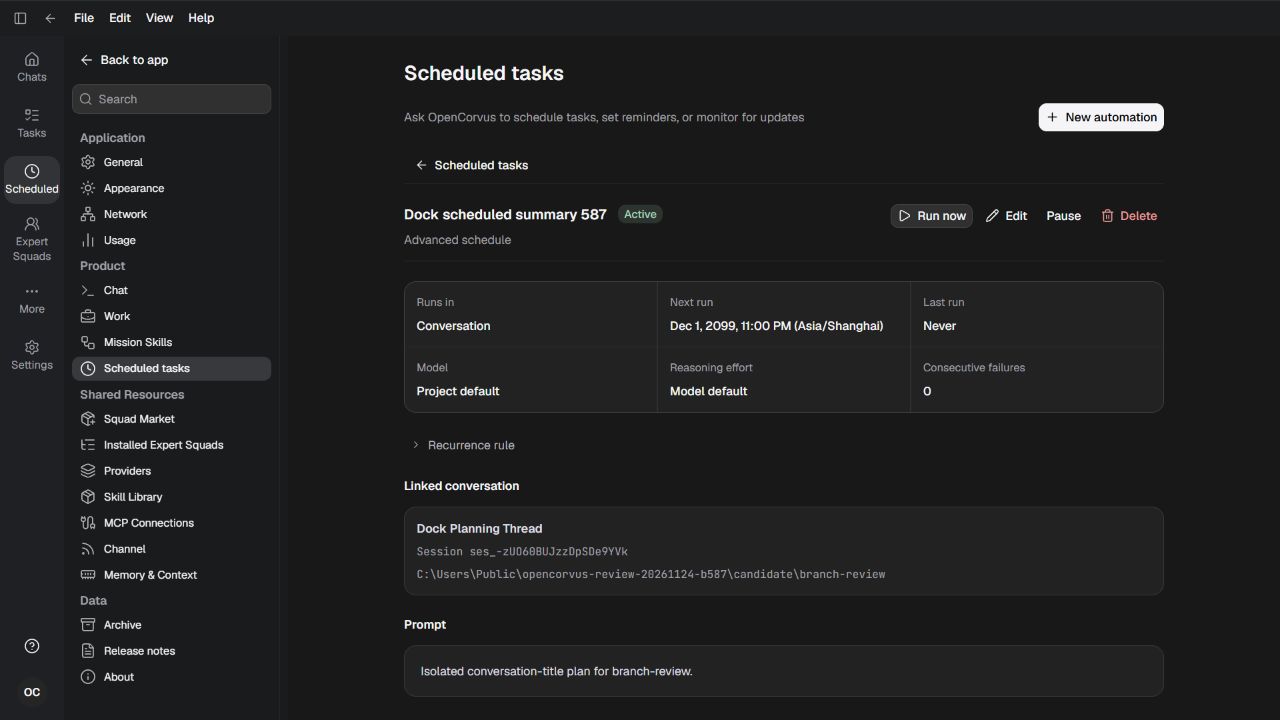 File Edit View Help
Chats
Tasks
Scheduled
Expert
Squads
More
Settings
OC
Back to app
Search
Application
General
Appearance
Network
Usage
Product
Chat
Work
Mission Skills
Scheduled tasks
Shared Resources
Squad Market
Installed Expert Squads
Providers
Skill Library
MCP Connections
Channel
Memory & Context
Data
Archive
Release notes
About
Scheduled tasks
Ask OpenCorvus to schedule tasks, set reminders, or monitor for updates
New automation
Scheduled tasks
Dock scheduled summary 587 Active
Run now Edit Pause Delete
Advanced schedule
Runs in
Conversation
Next run
Dec 1, 2099, 11:00 PM (Asia/Shanghai)
Last run
Never
Model
Project default
Reasoning effort
Model default
Consecutive failures
0
Recurrence rule
Linked conversation
Dock Planning Thread
Session ses_-zUO60BUJzzDpSDe9YVk
C:\Users\Public\opencorvus-review-20261124-b587\candidate\branch-review
Prompt
Isolated conversation-title plan for branch-review.